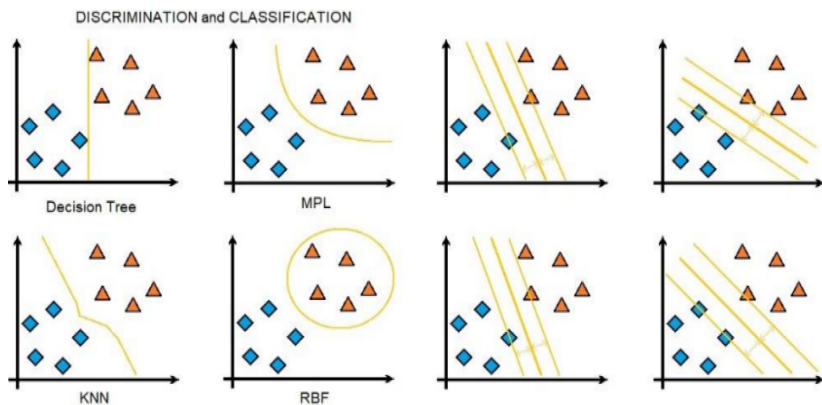 DISCRIMINATION and CLASSIFICATION
Decision Tree
MPL
KNN
RBF